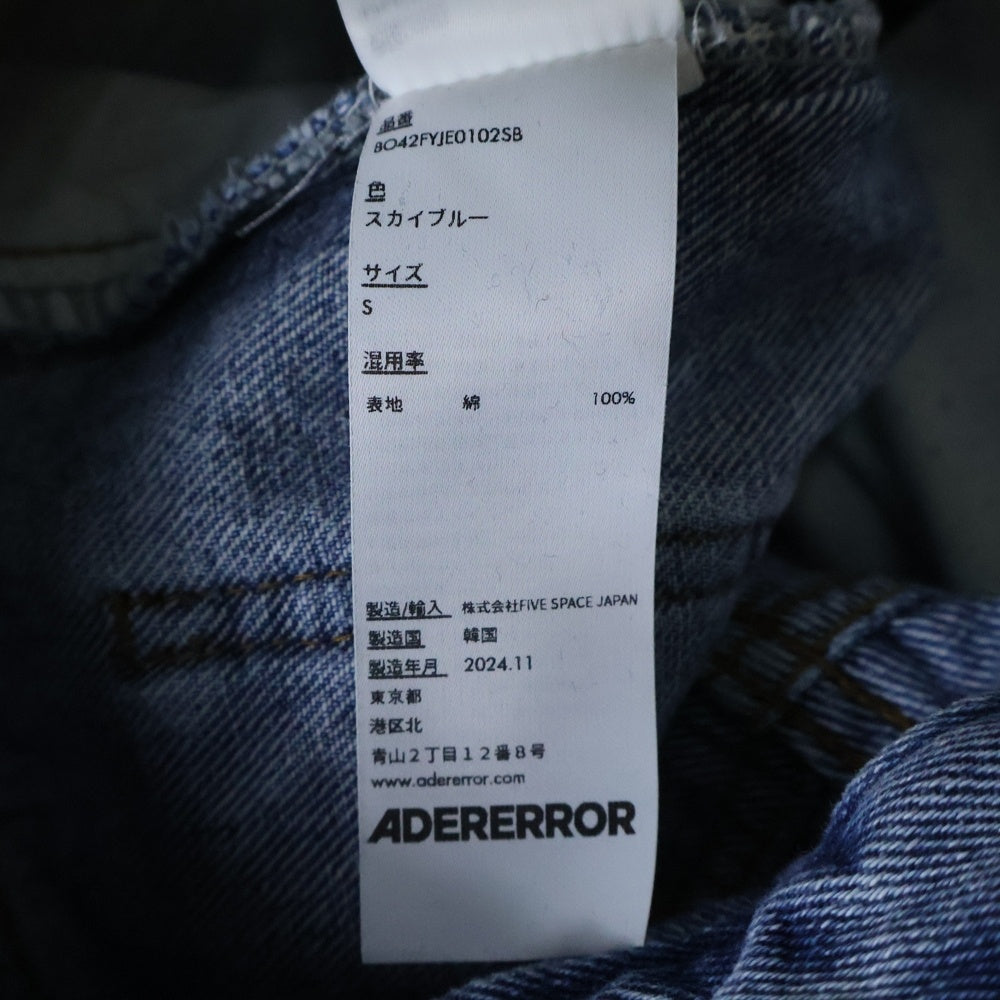 品番
BO42FYJE0102SB
色
スカイブルー
サイズ
S
混用率
表地 綿 100%
製造/輸入 株式会社FIVE SPACE JAPAN
製造国 韓国
製造年月 2024.11
東京都
港区北
青山2丁目12番8号
www.adererror.com
ADERERROR